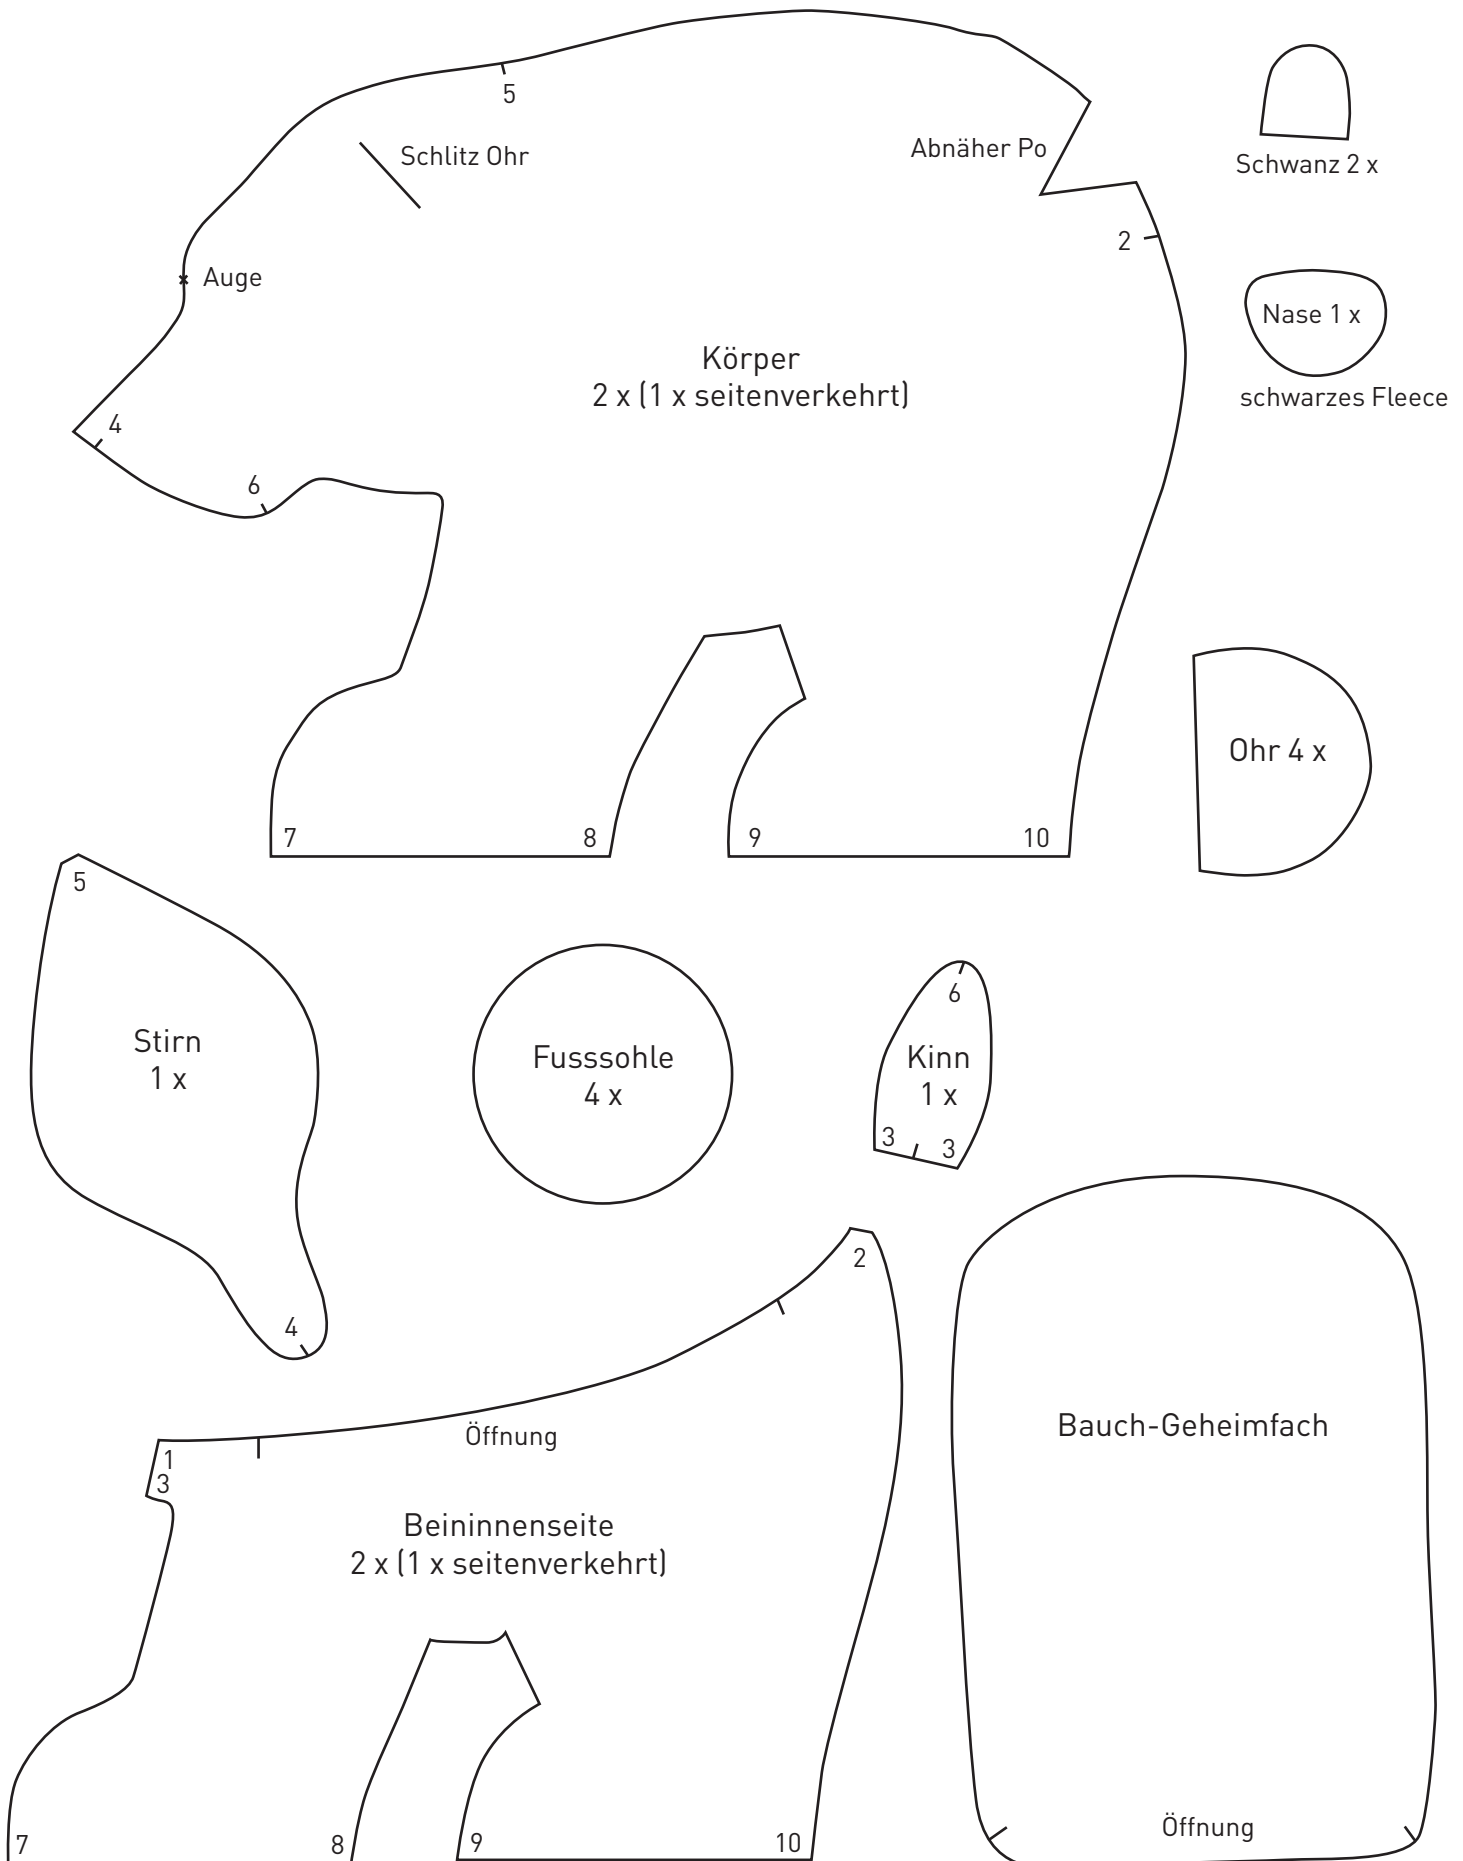 5
Schlitz Ohr
Abnäher Po
Schwanz 2 x
2
Auge
Nase 1 x
schwarzes Fleece
Körper
2 x (1 x seitenverkehrt)
4
6
Ohr 4 x
7
8
9
10
5
Stirn
1 x
Fusssohle
4 x
6
Kinn
1 x
3
3
4
2
Öffnung
1
3
Beininnenseite
2 x (1 x seitenverkehrt)
Bauch-Geheimfach
Öffnung
7
8
9
10